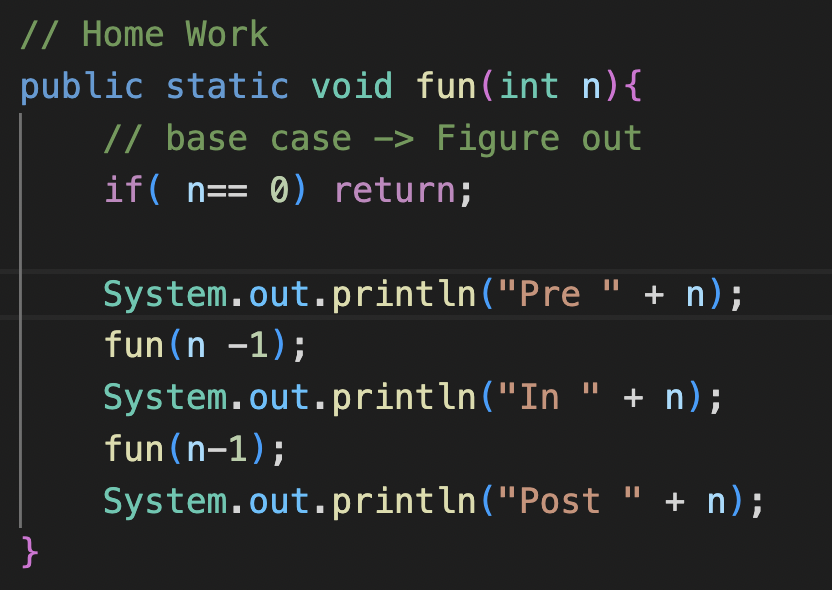 // Home Work
public static void fun(int n){
// base case -> Figure out
if( n== 0) return;
System.out.println("Pre " + n);
fun(n -1);
System.out.println("In " + n);
fun(n-1);
System.out.println("Post " + n);
}